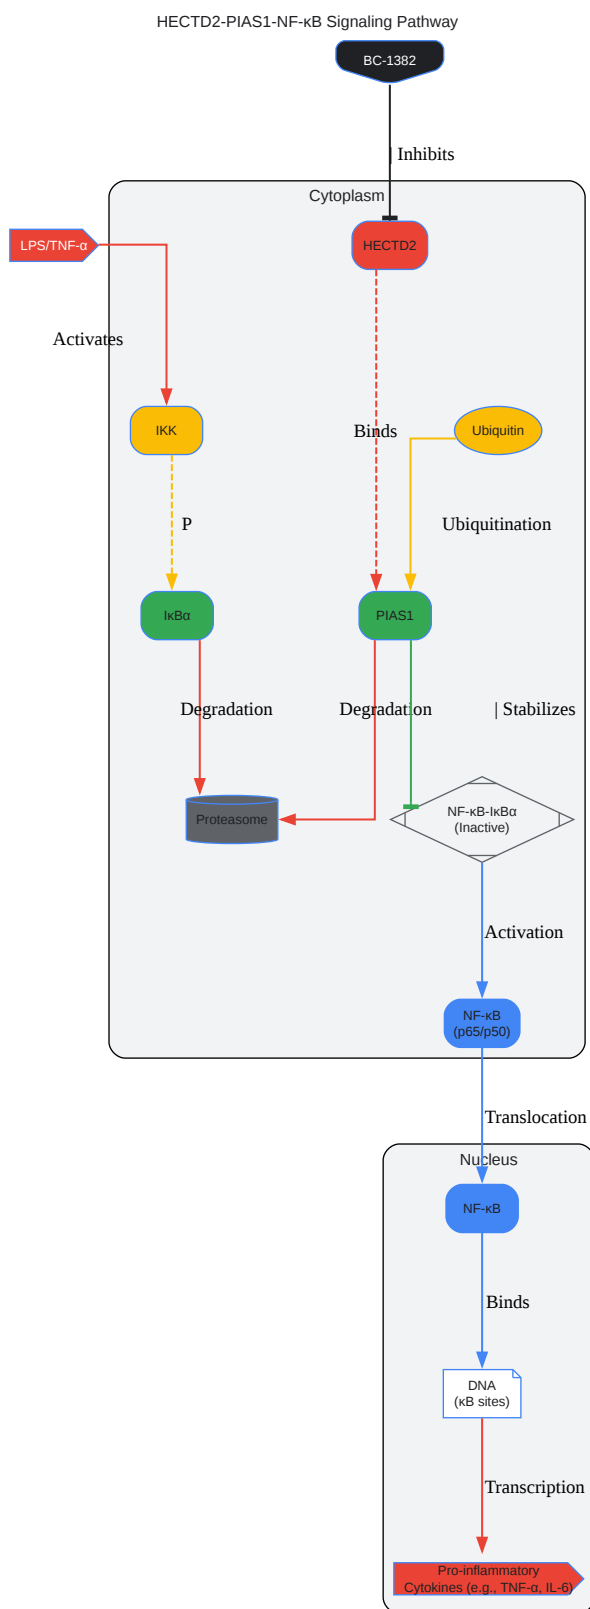 HECTD2-PIAS1-NF-κB Signaling Pathway
BC-1382
| Inhibits
Cytoplasm
LPS/TNF-α
HECTD2
Activates
IKK
Binds
Ubiquitin
P
Ubiquitination
IκBα
PIAS1
Degradation
Degradation
| Stabilizes
Proteasome
NF-κB-IκBα
(Inactive)
Activation
NF-κB
(p65/p50)
Translocation
Nucleus
NF-κB
Binds
DNA
(κB sites)
Transcription
Pro-inflammatory
Cytokines (e.g., TNF-α, IL-6)